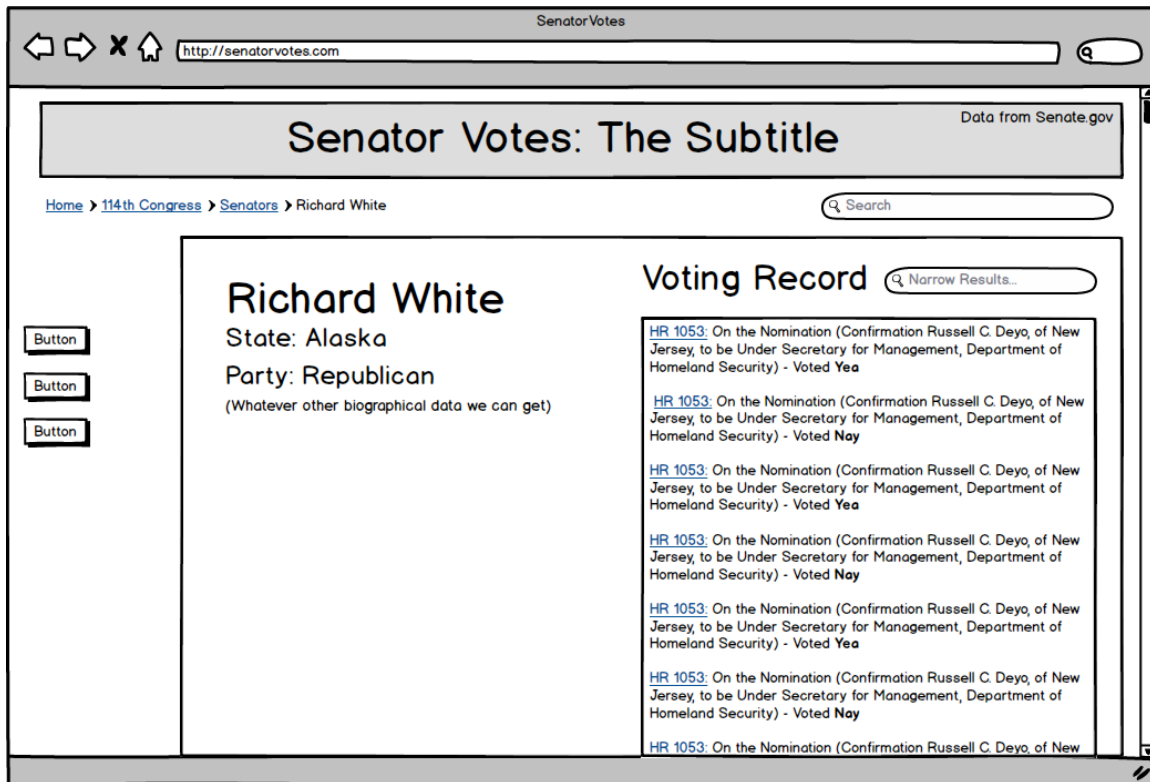 SenatorVotes
http://senatorvotes.com
Data from Senate.gov
Senator Votes: The Subtitle
Home > 114th Congress > Senators > Richard White
Search
Button
Button
Button
Richard White
State: Alaska
Party: Republican
(Whatever other biographical data we can get)
Voting Record
Narrow Results...
HR 1053: On the Nomination (Confirmation Russell C. Deyo, of New
Jersey, to be Under Secretary for Management, Department of
Homeland Security) - Voted Yea
HR 1053: On the Nomination (Confirmation Russell C. Deyo, of New
Jersey, to be Under Secretary for Management, Department of
Homeland Security) - Voted Nay
HR 1053: On the Nomination (Confirmation Russell C. Deyo, of New
Jersey, to be Under Secretary for Management, Department of
Homeland Security) - Voted Yea
HR 1053: On the Nomination (Confirmation Russell C. Deyo, of New
Jersey, to be Under Secretary for Management, Department of
Homeland Security) - Voted Nay
HR 1053: On the Nomination (Confirmation Russell C. Deyo, of New
Jersey, to be Under Secretary for Management, Department of
Homeland Security) - Voted Yea
HR 1053: On the Nomination (Confirmation Russell C. Deyo, of New
Jersey, to be Under Secretary for Management, Department of
Homeland Security) - Voted Nay
HR 1053: On the Nomination (Confirmation Russell C. Deyo, of New